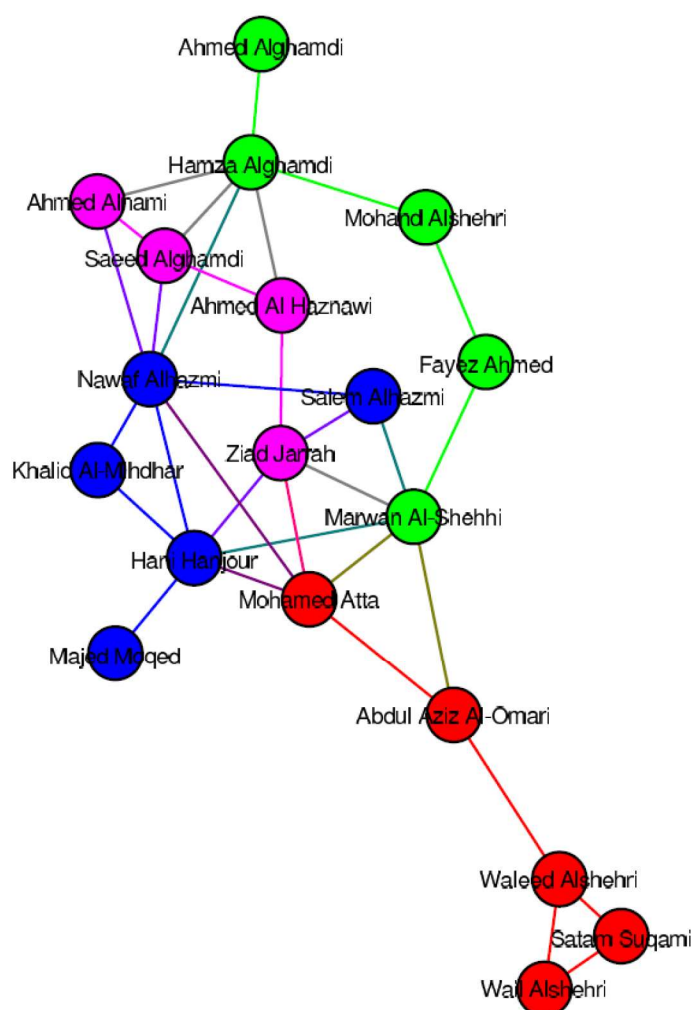 Ahmed Alghamdi
Hamza Alghamdi
Ahmed Alnami
Mohand Alshehri
Saeed Alghamdi
Ahmed Al Haznawi
Fayez Ahmed
Nawaf Alhazmi
Salem Alhazmi
Ziad Jarrah
Khalid Al-Mihdhar
Marwan Al-Shehhi
Hani Hanjour
Mohamed Atta
Majed Moqed
Abdul Aziz Al-Omari
Waleed Alshehri
Satam Suqami
Wail Alshehri